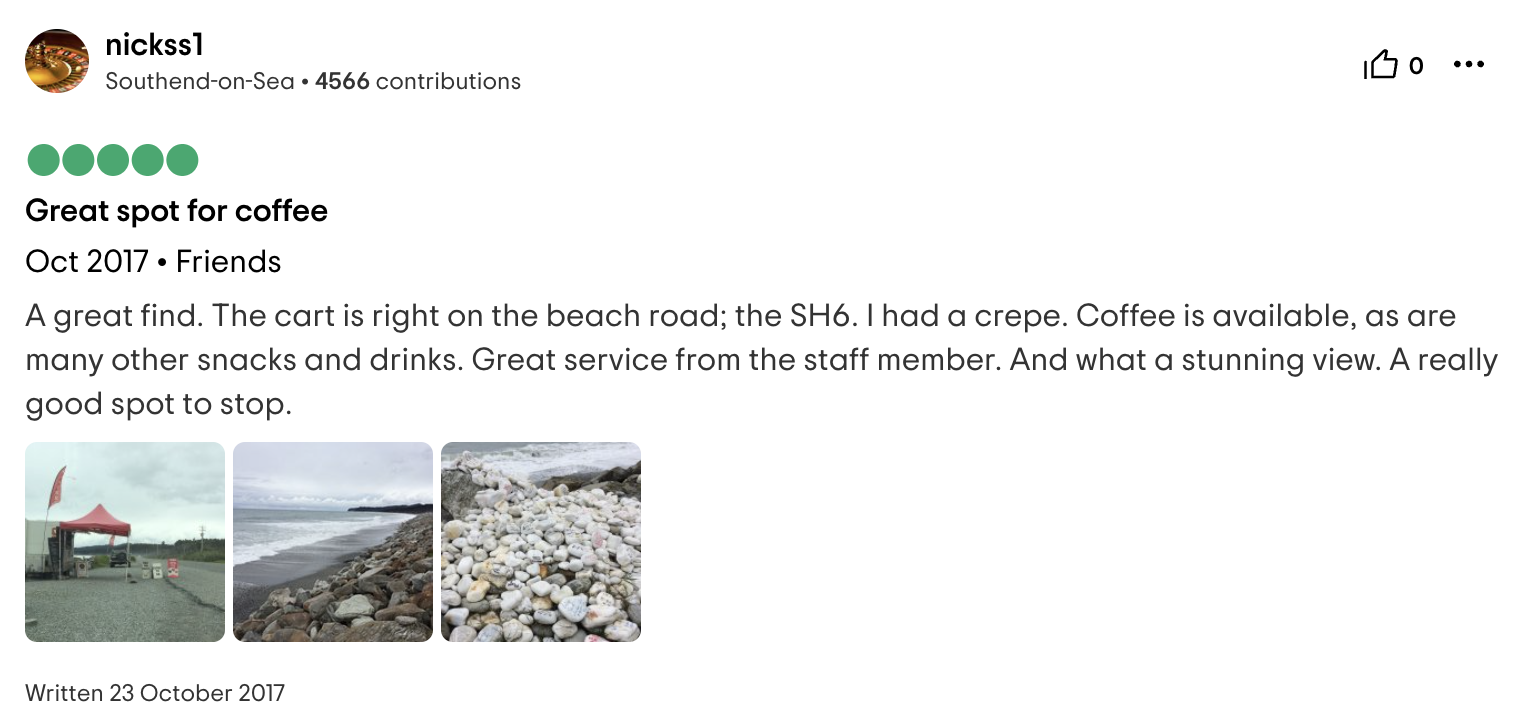 nickss1
Southend-on-Sea • 4566 contributions
0
Great spot for coffee
Oct 2017 • Friends
A great find. The cart is right on the beach road; the SH6. I had a crepe. Coffee is available, as are
many other snacks and drinks. Great service from the staff member. And what a stunning view. A really
good spot to stop.
Written 23 October 2017